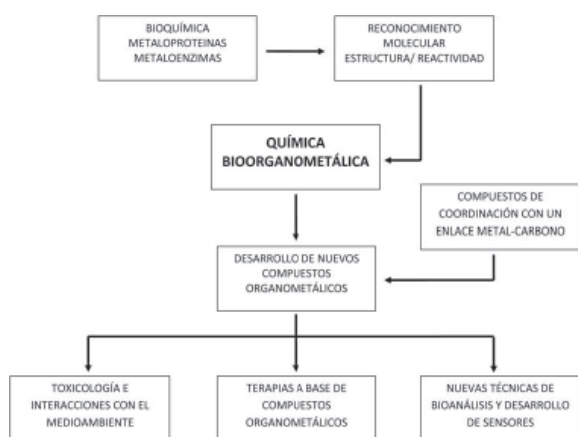 BIOQUÍMICA
METALOPROTEINAS
METALOENZIMAS
RECONOCIMIENTO
MOLECULAR
ESTRUCTURA/ REACTIVIDAD
QUÍMICA
BIOORGANOMETÁLICA
COMPUESTOS DE
COORDINACIÓN CON UN
ENLACE METAL-CARBONO
DESARROLLO DE NUEVOS
COMPUESTOS
ORGANOMETÁLICOS
TOXICOLOGÍA E
INTERACCIONES CON EL
MEDIOAMBIENTE
TERAPIAS A BASE DE
COMPUESTOS
ORGANOMETÁLICOS
NUEVAS TÉCNICAS DE
BIOANÁLISIS Y DESARROLLO
DE SENSORES